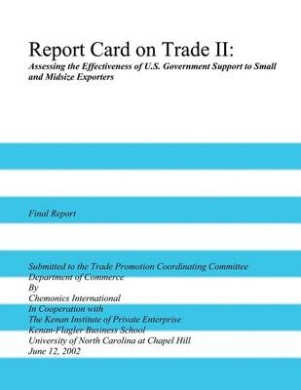 Report Card on Trade II:
Assessing the Effectiveness of U.S. Government Support to Small
and Midsize Exporters
Final Report
Submitted to the Trade Promotion Coordinating Committee
Department of Commerce
By
Chemonics International
In Cooperation with
The Kenan Institute of Private Enterprise
Kenan-Flagler Business School
University of North Carolina at Chapel Hill
June 12, 2002